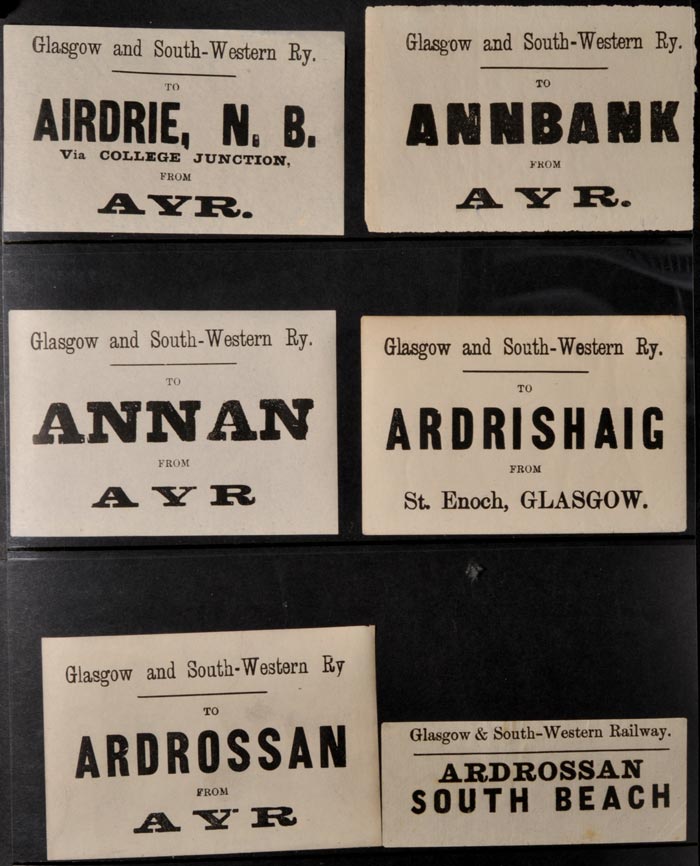 Glasgow and South-Western Ry.
TO
AIRDRIE, N. B.
Via COLLEGE JUNCTION,
FROM
AYR.
Glasgow and South-Western Ry.
TO
ANNBANK
FROM
AYR.
Glasgow and South-Western Ry.
TO
ANNAN
FROM
AYR
Glasgow and South-Western Ry.
TO
ARDRISHAIG
FROM
St. Enoch, GLASGOW.
Glasgow and South-Western Ry
TO
ARDROSSAN
FROM
AYR
Glasgow & South-Western Railway.
ARDROSSAN
SOUTH BEACH